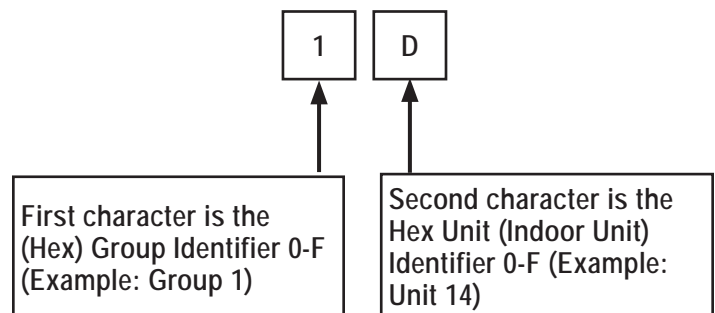 1 D
First character is the
(Hex) Group Identifier 0-F
(Example: Group 1)
Second character is the
Hex Unit (Indoor Unit)
Identifier 0-F (Example:
Unit 14)